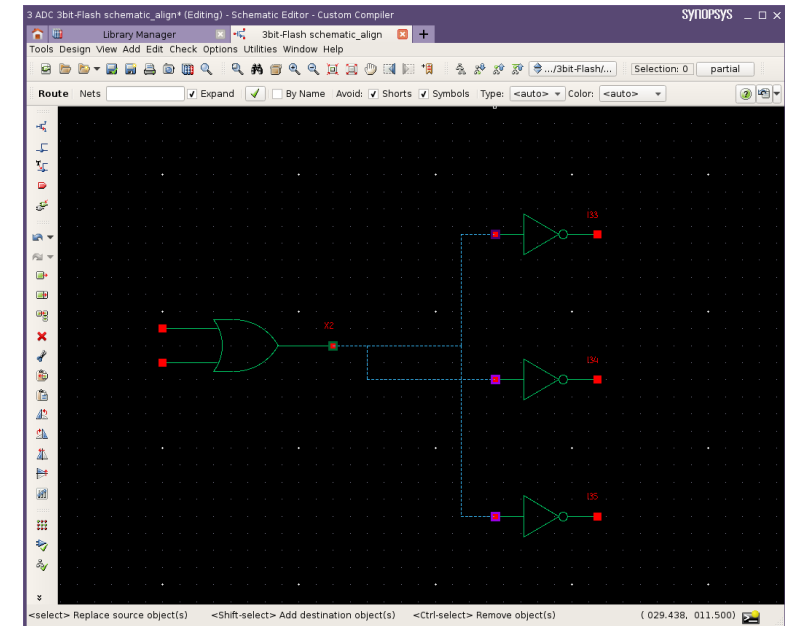 3 ADC 3bit-Flash schematic_align* (Editing) - Schematic Editor - Custom Compiler
SYNOPSYS
Library Manager
3bit-Flash schematic_align
Tools Design View Add Edit Check Options Utilities Window Help
.../3bit-Flash/... Selection: 0 partial
Route Nets Expand By Name Avoid: Shorts Symbols Type: <auto> Color: <auto>
I33
X2
I34
I35
<select> Replace source object(s) <Shift-select> Add destination object(s) <Ctrl-select> Remove object(s) ( 029.438, 011.500)